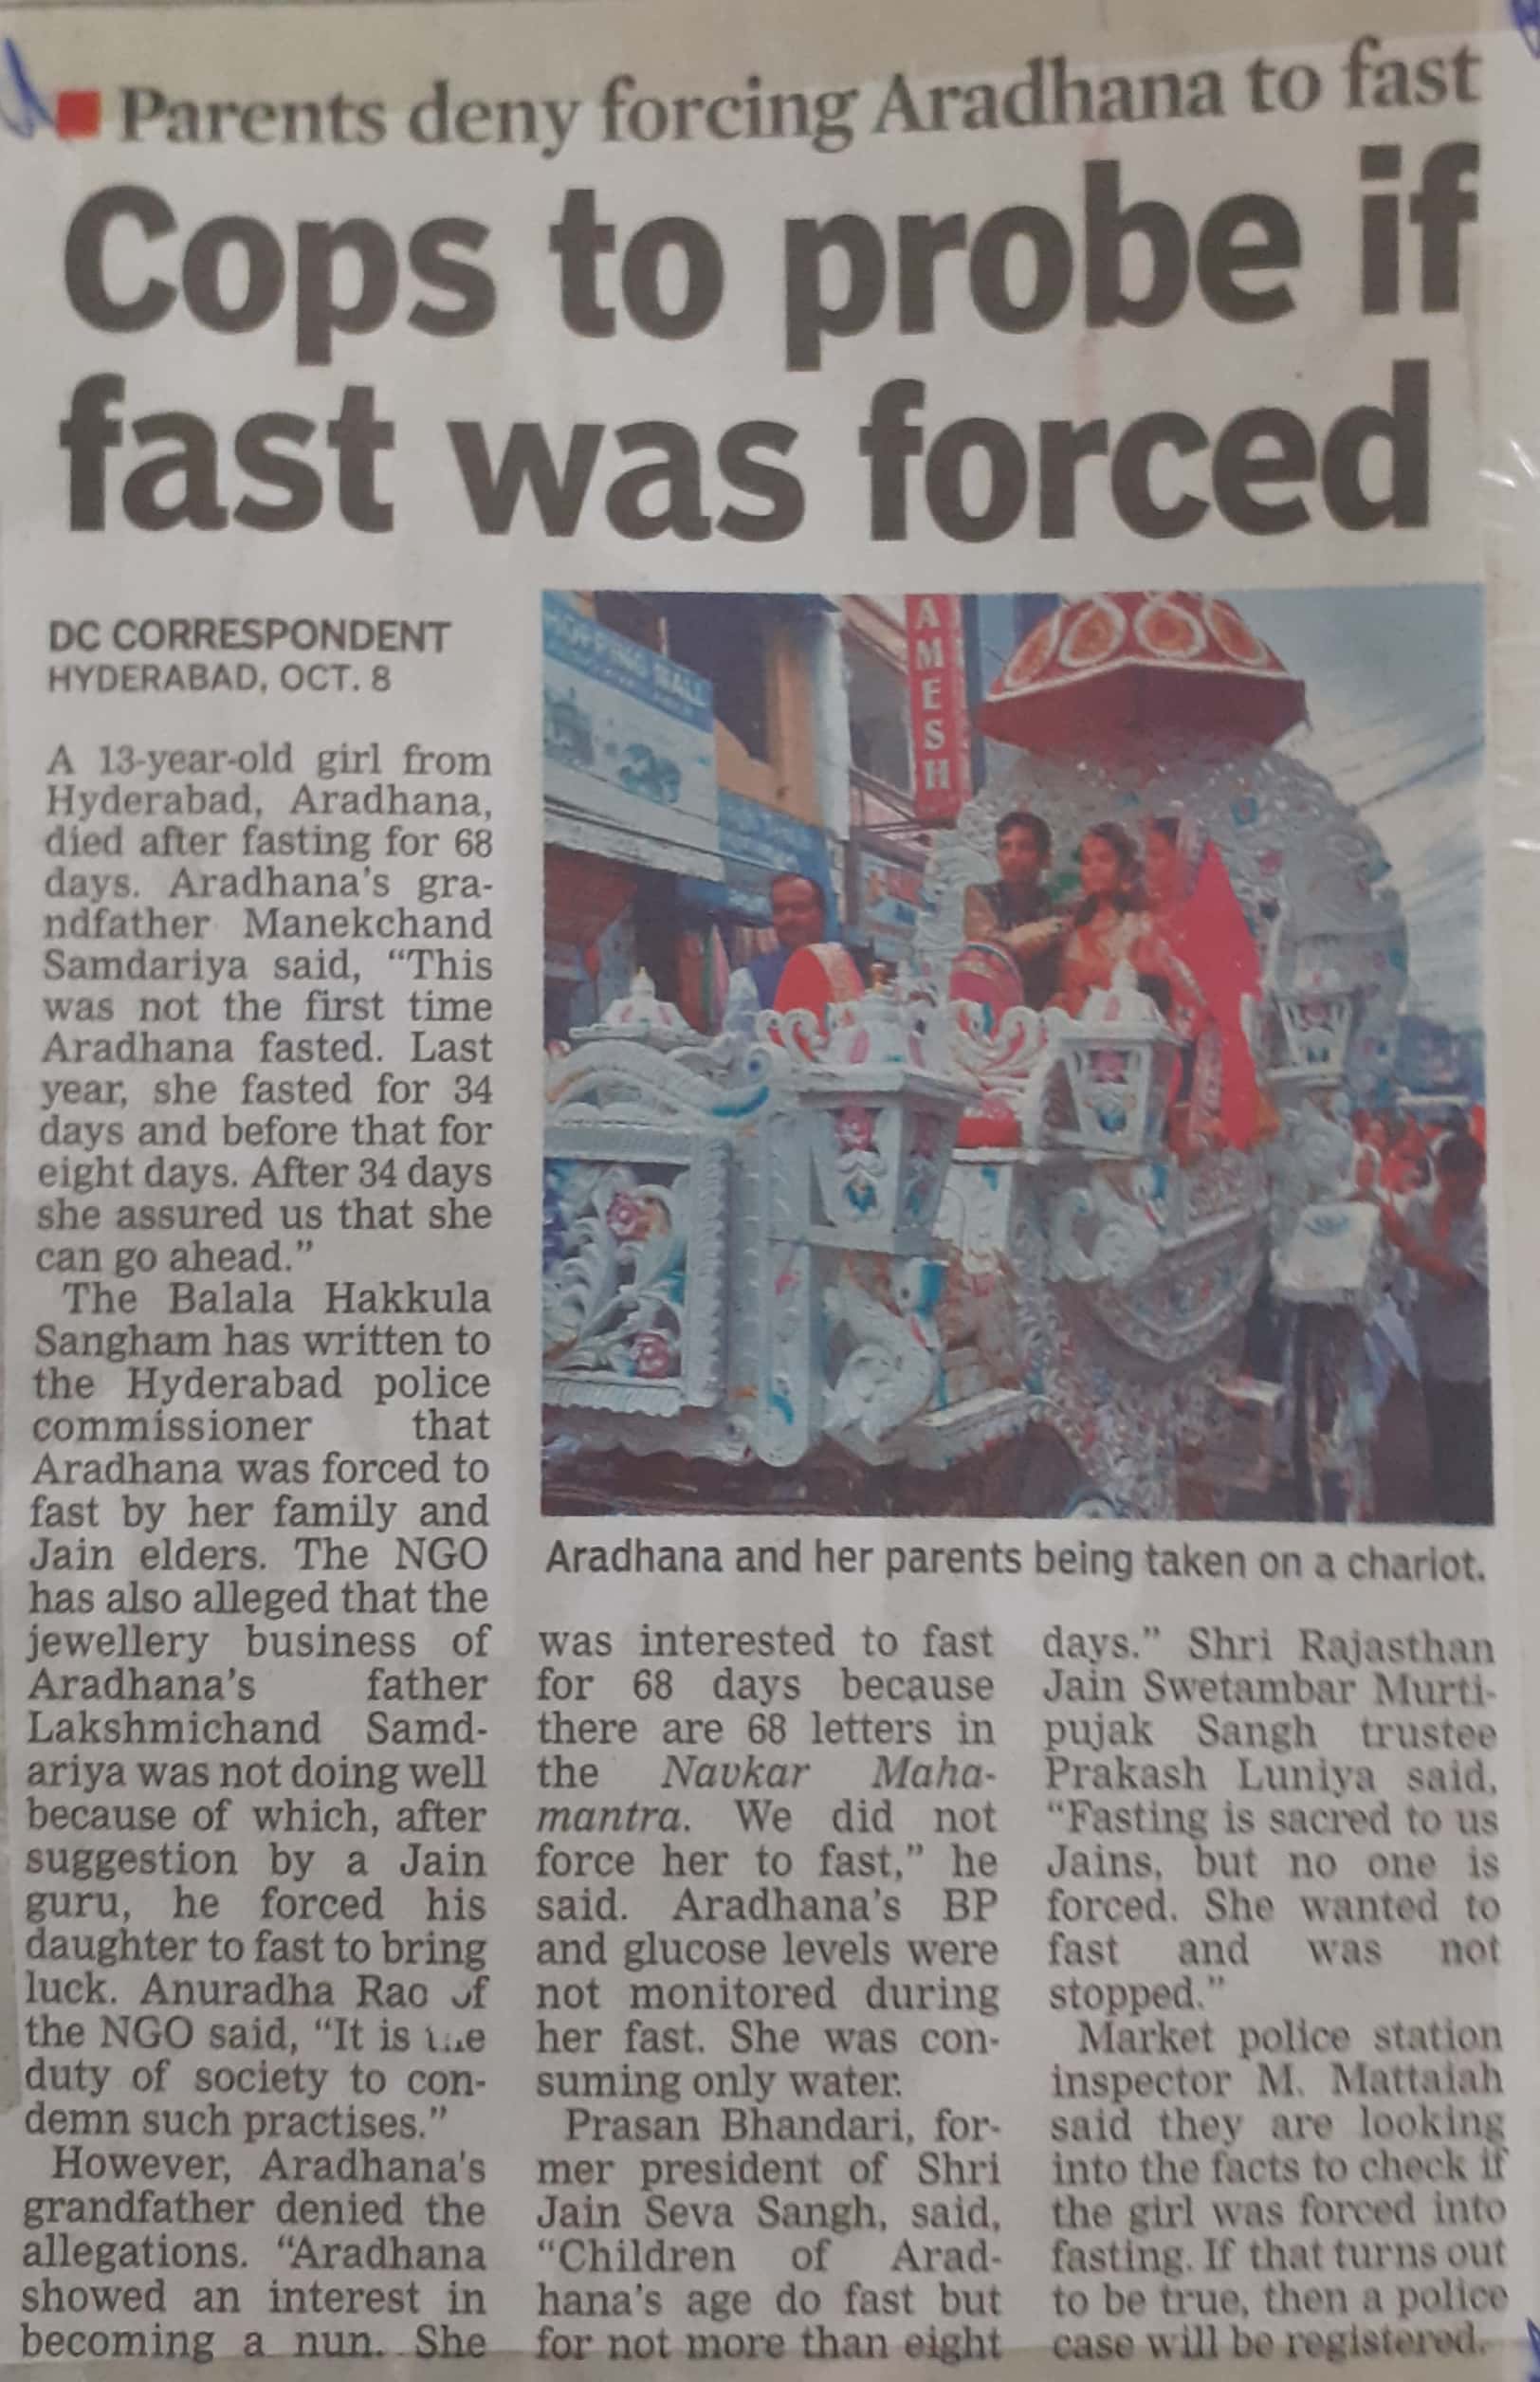 Parents deny forcing Aradhana to fast
Cops to probe if
fast was forced
DC CORRESPONDENT
HYDERABAD, OCT. 8
A 13-year-old girl from
Hyderabad, Aradhana,
died after fasting for 68
days. Aradhana's gra-
ndfather Manekchand
Samdariya said, “This
was not the first time
Aradhana fasted. Last
year, she fasted for 34
days and before that for
eight days. After 34 days
she assured us that she
can go ahead.”
The Balala Hakkula
Sangham has written to
the Hyderabad police
commissioner that
Aradhana was forced to
fast by her family and
Jain elders. The NGO
has also alleged that the
jewellery business of
Aradhana's father
Lakshmichand Samd-
ariya was not doing well
because of which, after
suggestion by a Jain
guru, he forced his
daughter to fast to bring
luck. Anuradha Rao of
the NGO said, “It is the
duty of society to con-
demn such practises.”
However, Aradhana's
grandfather denied the
allegations. “Aradhana
showed an interest in
becoming a nun. She
SHOPPING MALL
AMESH
Aradhana and her parents being taken on a chariot.
was interested to fast
for 68 days because
there are 68 letters in
the Navkar Maha-
mantra. We did not
force her to fast,” he
said. Aradhana's BP
and glucose levels were
not monitored during
her fast. She was con-
suming only water.
Prasan Bhandari, for-
mer president of Shri
Jain Seva Sangh, said,
“Children of Arad-
hana's age do fast but
for not more than eight
days.” Shri Rajasthan
Jain Swetambar Murti-
pujak Sangh trustee
Prakash Luniya said,
“Fasting is sacred to us
Jains, but no one is
forced. She wanted to
fast and was not
stopped.”
Market police station
inspector M. Mattaiah
said they are looking
into the facts to check if
the girl was forced into
fasting. If that turns out
to be true, then a police
case will be registered.